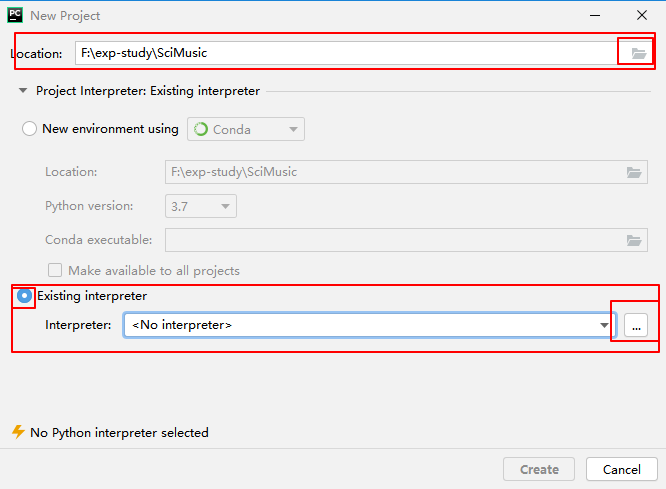 PC New Project
Location: F:\exp-study\SciMusic
Project Interpreter: Existing interpreter
New environment using Conda
Location: F:\exp-study\SciMusic
Python version: 3.7
Conda executable:
Make available to all projects
Existing interpreter
Interpreter: <No interpreter> ...
No Python interpreter selected
Create Cancel